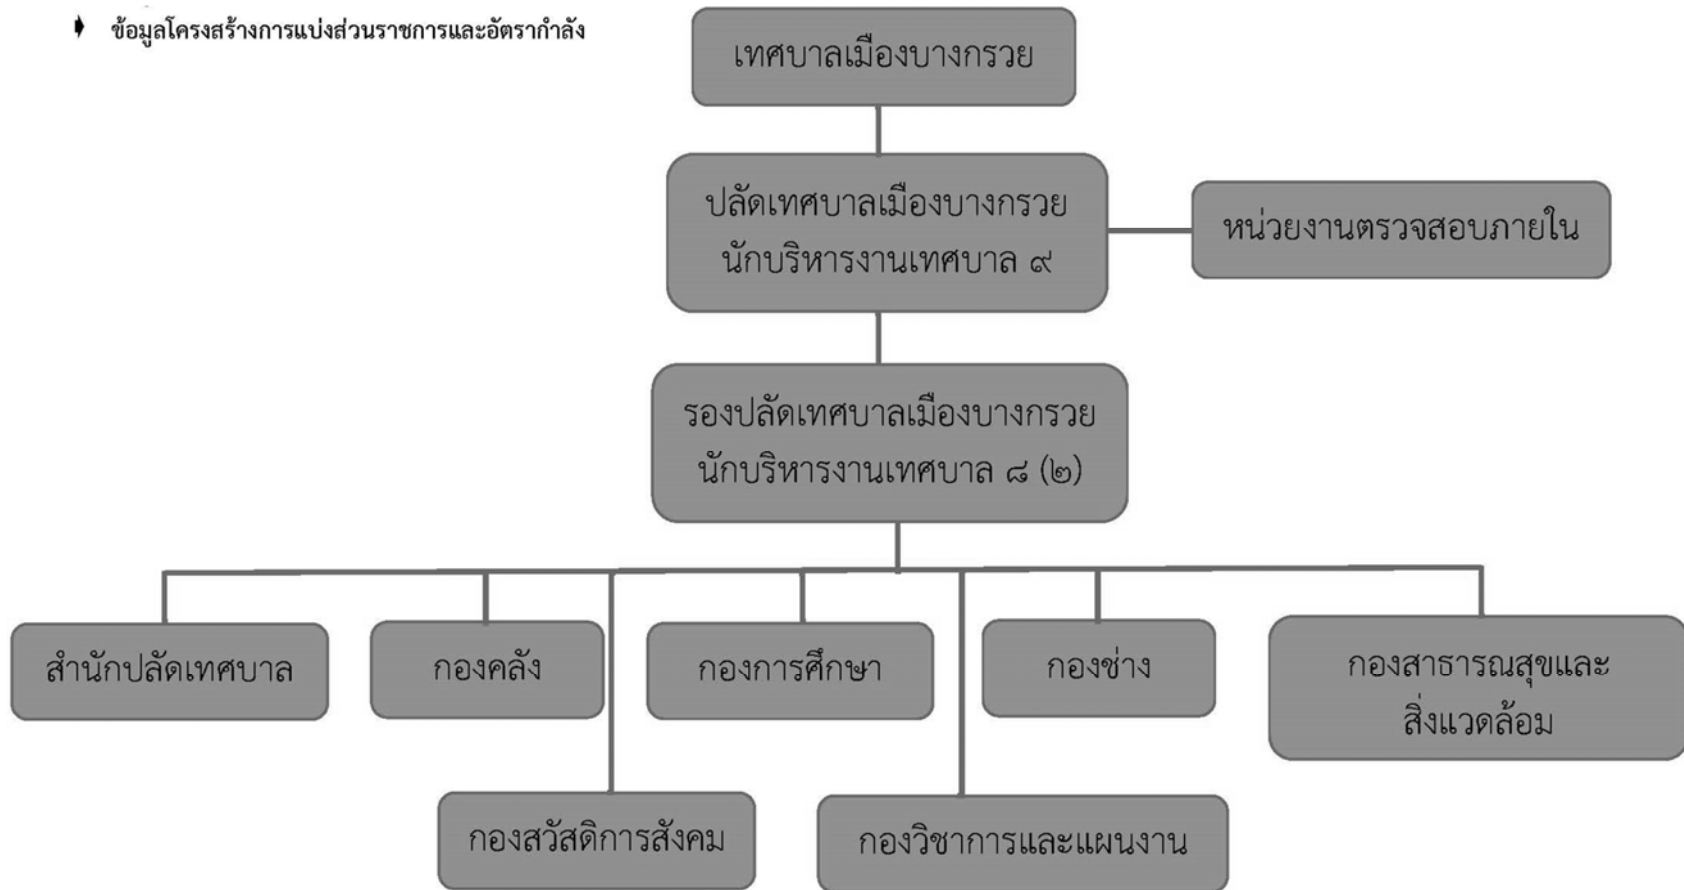 ข้อมูลโครงสร้างการแบ่งส่วนราชการและอัตรากำลัง
เทศบาลเมืองบางกรวย
ปลัดเทศบาลเมืองบางกรวย
นักบริหารงานเทศบาล ๙
หน่วยงานตรวจสอบภายใน
รองปลัดเทศบาลเมืองบางกรวย
นักบริหารงานเทศบาล ๘ (๒)
สำนักปลัดเทศบาล
กองคลัง
กองการศึกษา
กองช่าง
กองสาธารณสุขและ
สิ่งแวดล้อม
กองสวัสดิการสังคม
กองวิชาการและแผนงาน